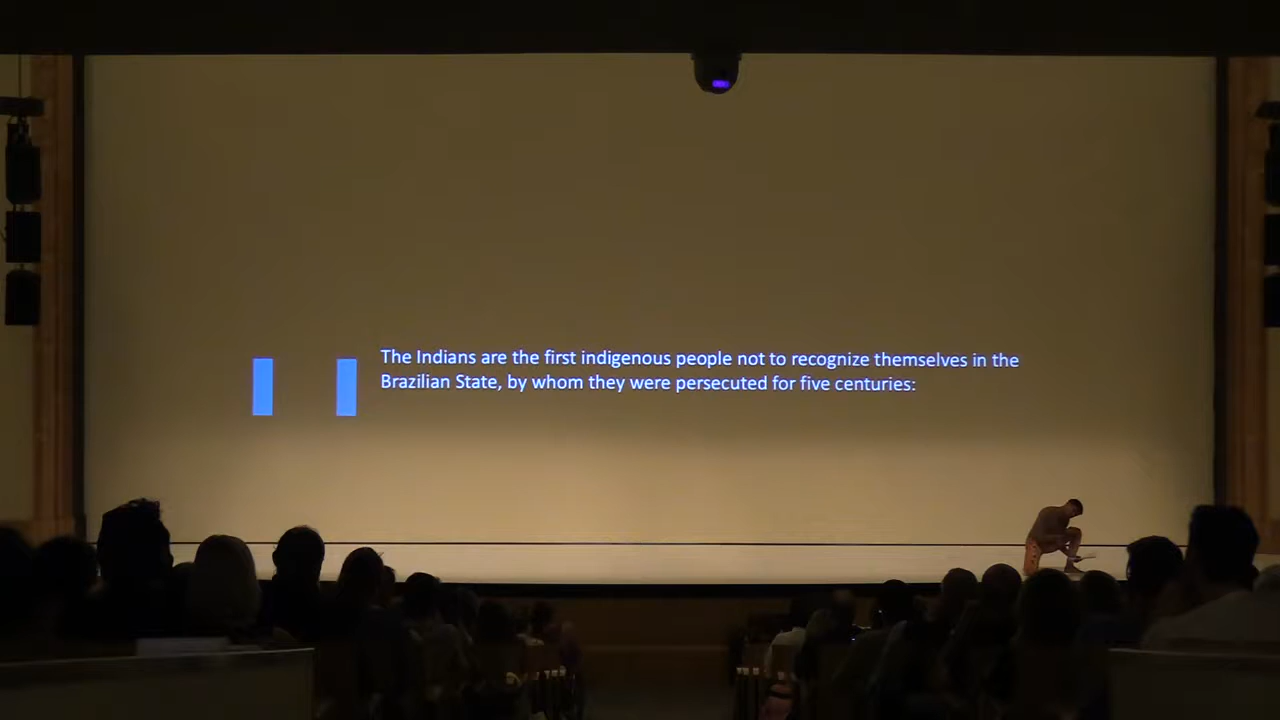 The Indians are the first indigenous people not to recognize themselves in the
Brazilian State, by whom they were persecuted for five centuries: